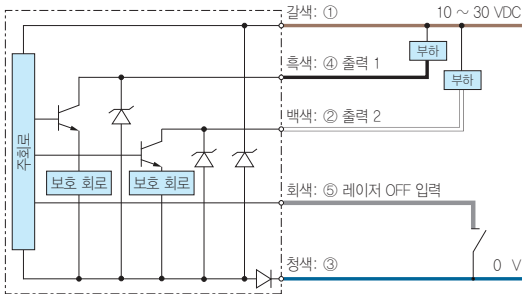 갈색: ① 10 ~ 30 VDC
부하
흑색: ④ 출력 1
부하
백색: ② 출력 2
주회로
보호 회로 보호 회로
회색: ⑤ 레이저 OFF 입력
청색: ③ 0 V